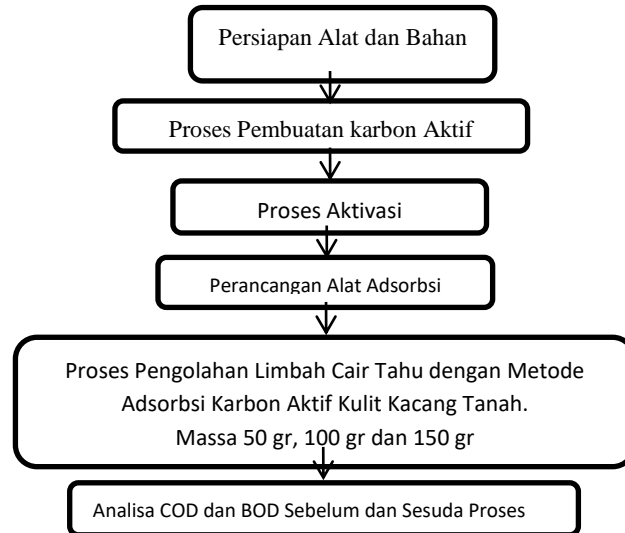 Persiapan Alat dan Bahan
Proses Pembuatan karbon Aktif
Proses Aktivasi
Perancangan Alat Adsorbsi
Proses Pengolahan Limbah Cair Tahu dengan Metode
Adsorbsi Karbon Aktif Kulit Kacang Tanah.
Massa 50 gr, 100 gr dan 150 gr
Analisa COD dan BOD Sebelum dan Sesuda Proses